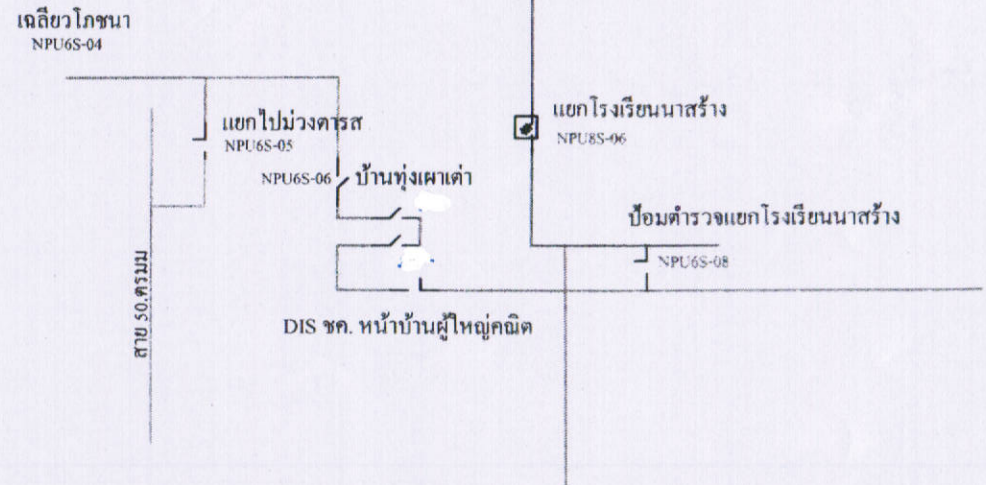 เฉลียวโภชนา
NPU6S-04
แยกโรงเรียนนาสร้าง
NPU8S-06
แยกไปม่วงตารส
NPU6S-05
NPU6S-06 บ้านทุ่งเผาเต่า
ป้อมตำรวจแยกโรงเรียนนาสร้าง
NPU6S-08
สาย 50.ตรมม
DIS ชค. หน้าบ้านผู้ใหญ่คณิต